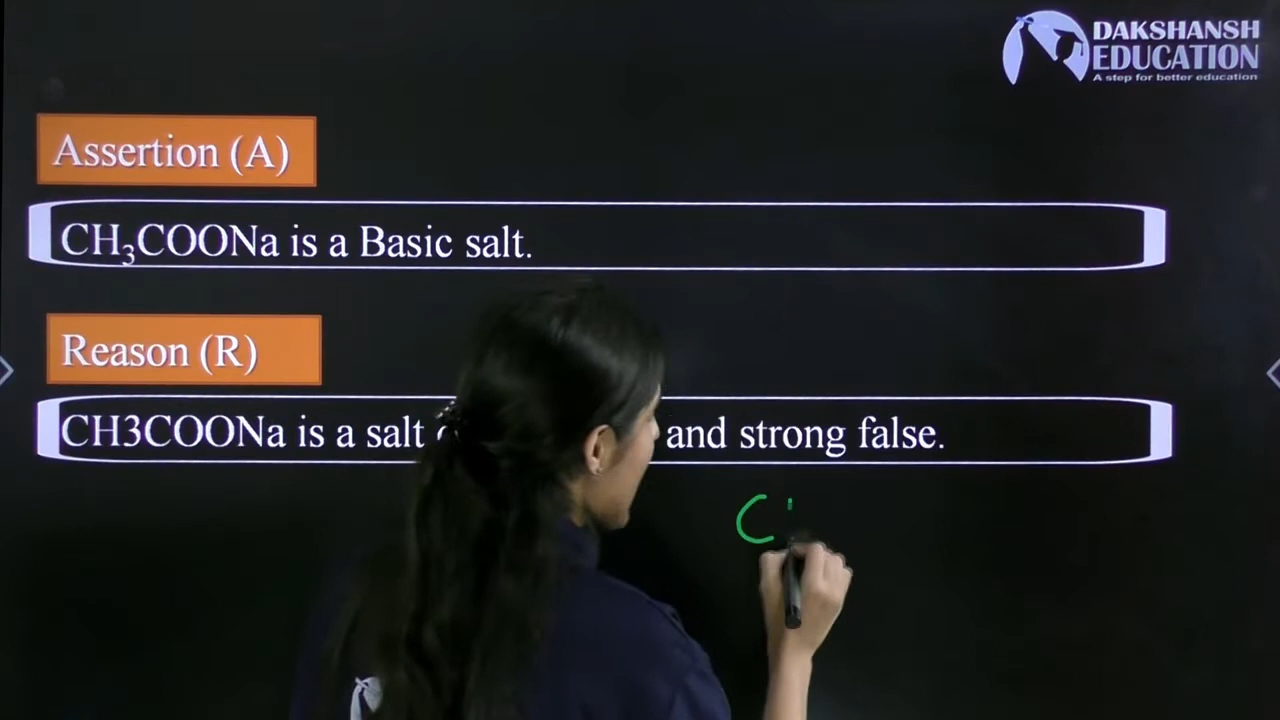 DAKSHANSH
EDUCATION
A step for better education
Assertion (A)
CH₃COONa is a Basic salt.
Reason (R)
CH3COONa is a salt and strong false.
C